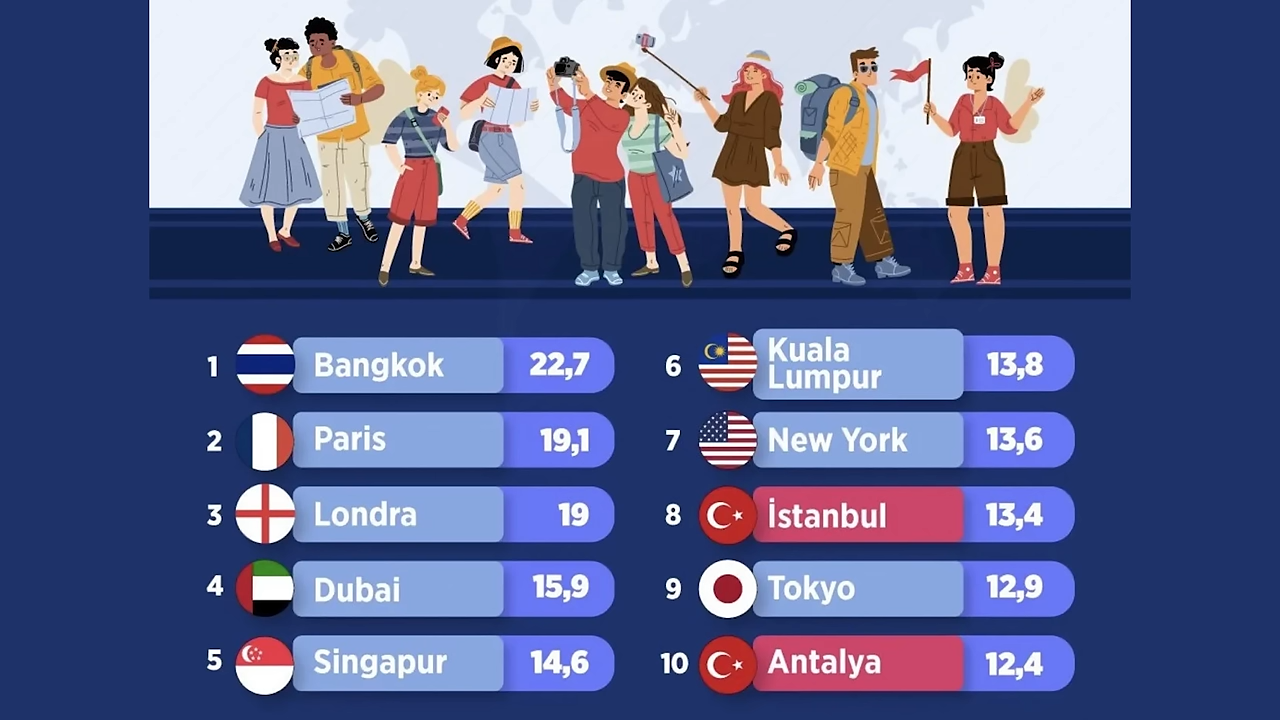 1 Bangkok 22,7
2 Paris 19,1
3 Londra 19
4 Dubai 15,9
5 Singapur 14,6
6 Kuala
Lumpur 13,8
7 New York 13,6
8 İstanbul 13,4
9 Tokyo 12,9
10 Antalya 12,4